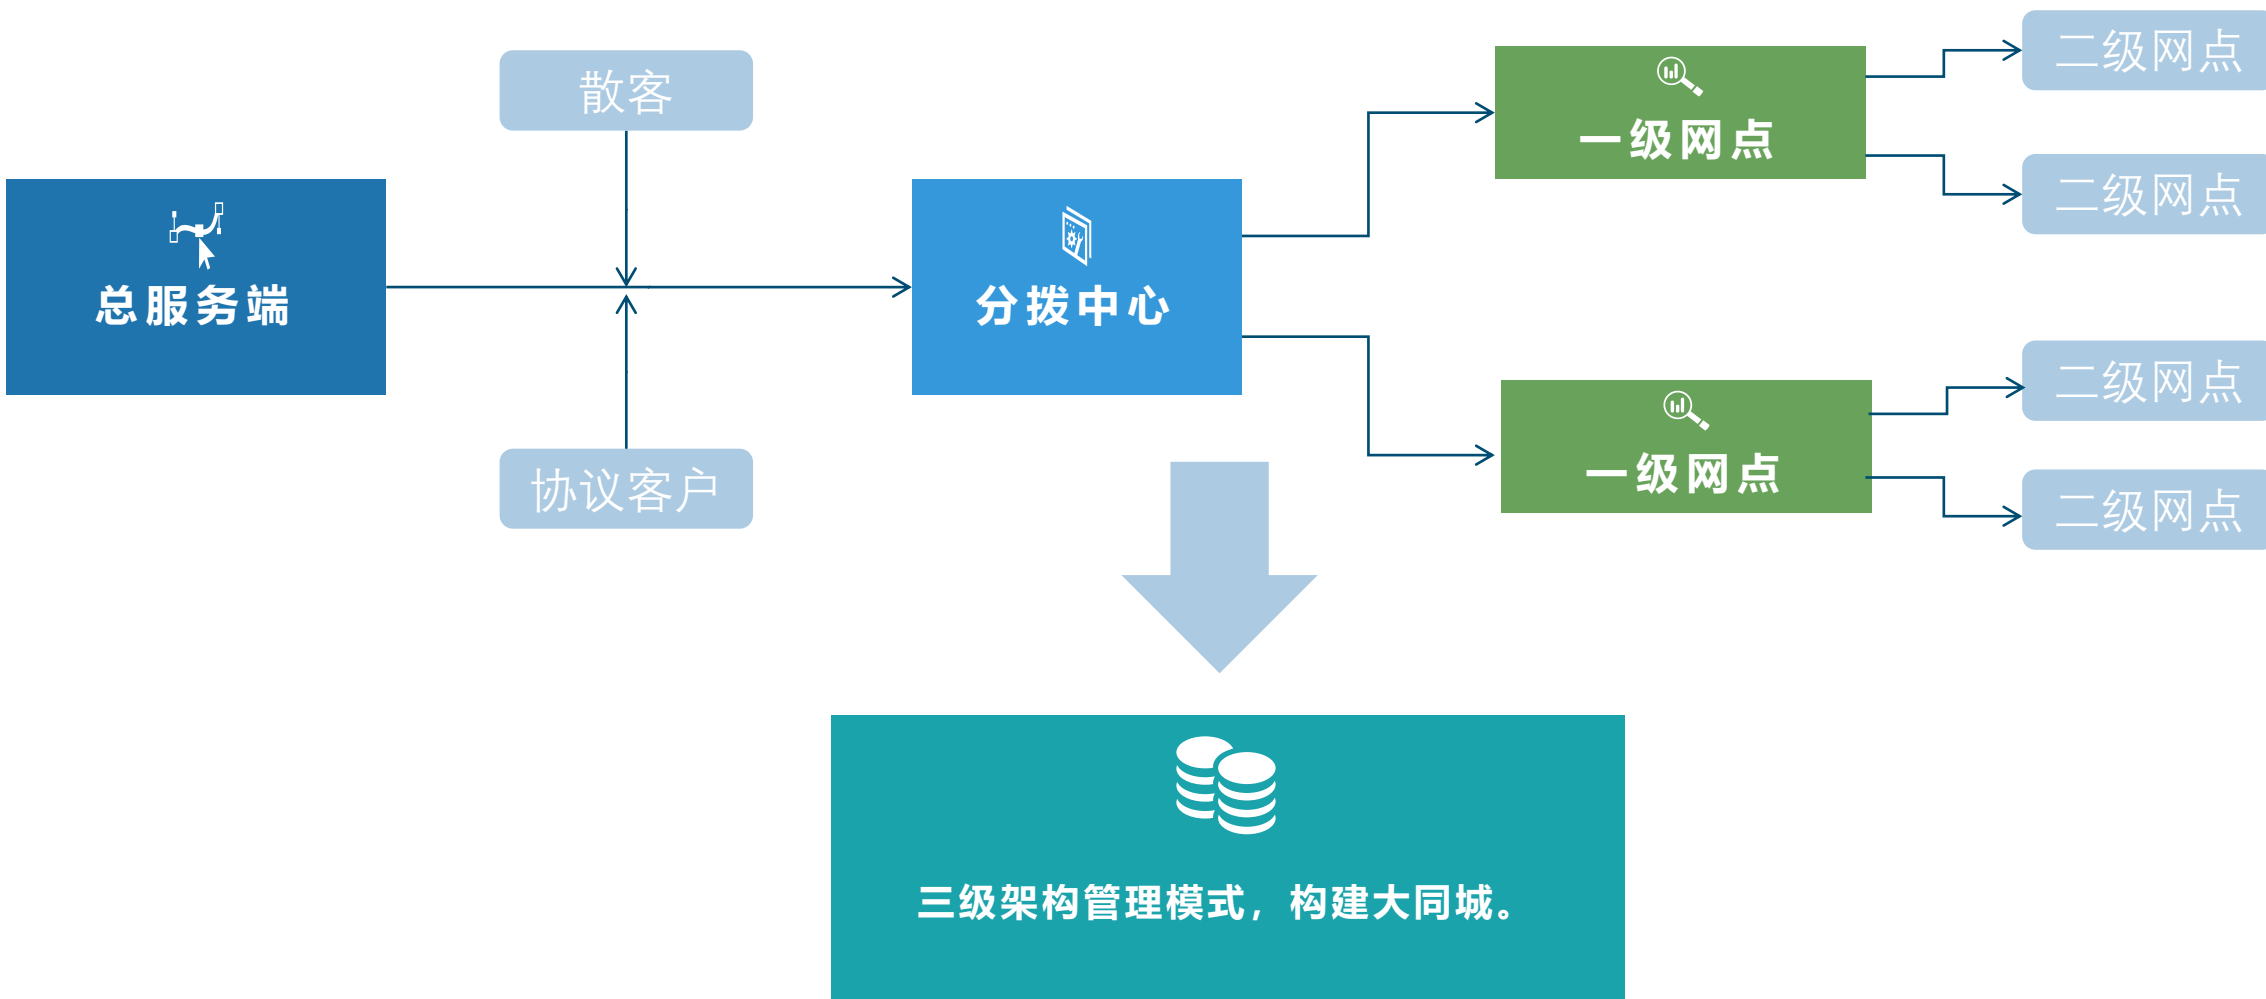 散客
总服务端
协议客户
分拨中心
一级网点
二级网点
二级网点
一级网点
二级网点
二级网点
三级架构管理模式，构建大同城。